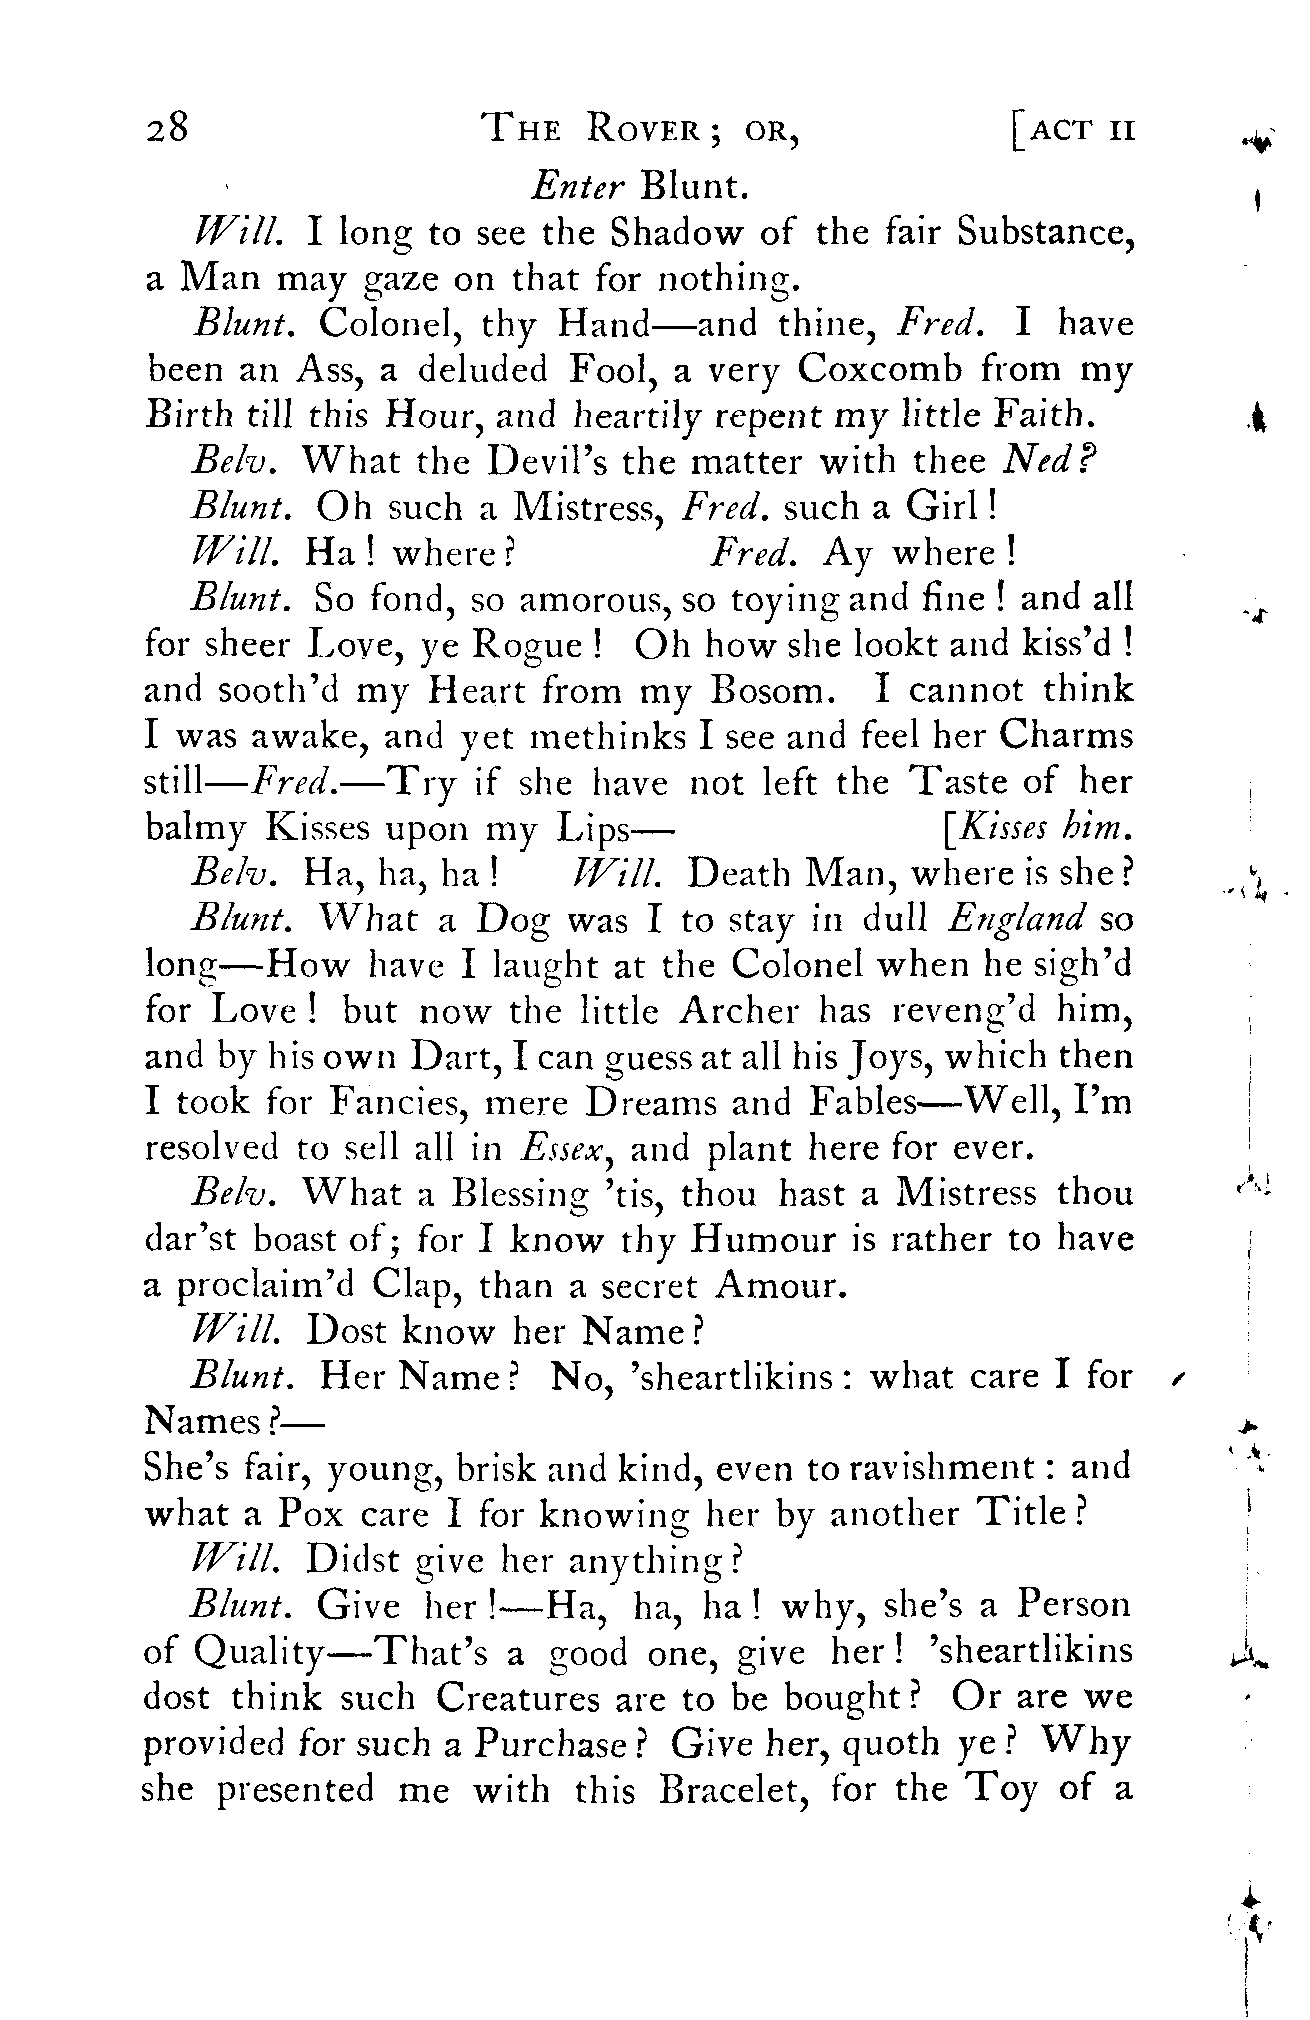 28 THE ROVER; OR, [ACT II
Enter Blunt.
Will. I long to see the Shadow of the fair Substance,
a Man may gaze on that for nothing.
Blunt. Colonel, thy Hand—and thine, Fred. I have
been an Ass, a deluded Fool, a very Coxcomb from my
Birth till this Hour, and heartily repent my little Faith.
Belv. What the Devil's the matter with thee Ned?
Blunt. Oh such a Mistress, Fred. such a Girl!
Will. Ha! where? Fred. Ay where!
Blunt. So fond, so amorous, so toying and fine! and all
for sheer Love, ye Rogue! Oh how she lookt and kiss'd!
and sooth'd my Heart from my Bosom. I cannot think
I was awake, and yet methinks I see and feel her Charms
still—Fred.—Try if she have not left the Taste of her
balmy Kisses upon my Lips— [Kisses him.
Belv. Ha, ha, ha! Will. Death Man, where is she?
Blunt. What a Dog was I to stay in dull England so
long—How have I laught at the Colonel when he sigh'd
for Love! but now the little Archer has reveng'd him,
and by his own Dart, I can guess at all his Joys, which then
I took for Fancies, mere Dreams and Fables—Well, I'm
resolved to sell all in Essex, and plant here for ever.
Belv. What a Blessing 'tis, thou hast a Mistress thou
dar'st boast of; for I know thy Humour is rather to have
a proclaim'd Clap, than a secret Amour.
Will. Dost know her Name?
Blunt. Her Name? No, 'sheartlikins: what care I for
Names?—
She's fair, young, brisk and kind, even to ravishment: and
what a Pox care I for knowing her by another Title?
Will. Didst give her anything?
Blunt. Give her!—Ha, ha, ha! why, she's a Person
of Quality—That's a good one, give her! 'sheartlikins
dost think such Creatures are to be bought? Or are we
provided for such a Purchase? Give her, quoth ye? Why
she presented me with this Bracelet, for the Toy of a